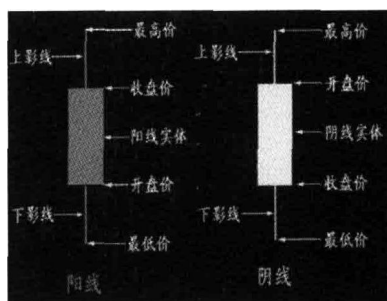 最高价
上影线
收盘价
阳线实体
开盘价
下影线
最低价
阳线
最高价
上影线
开盘价
阴线实体
收盘价
下影线
最低价
阴线